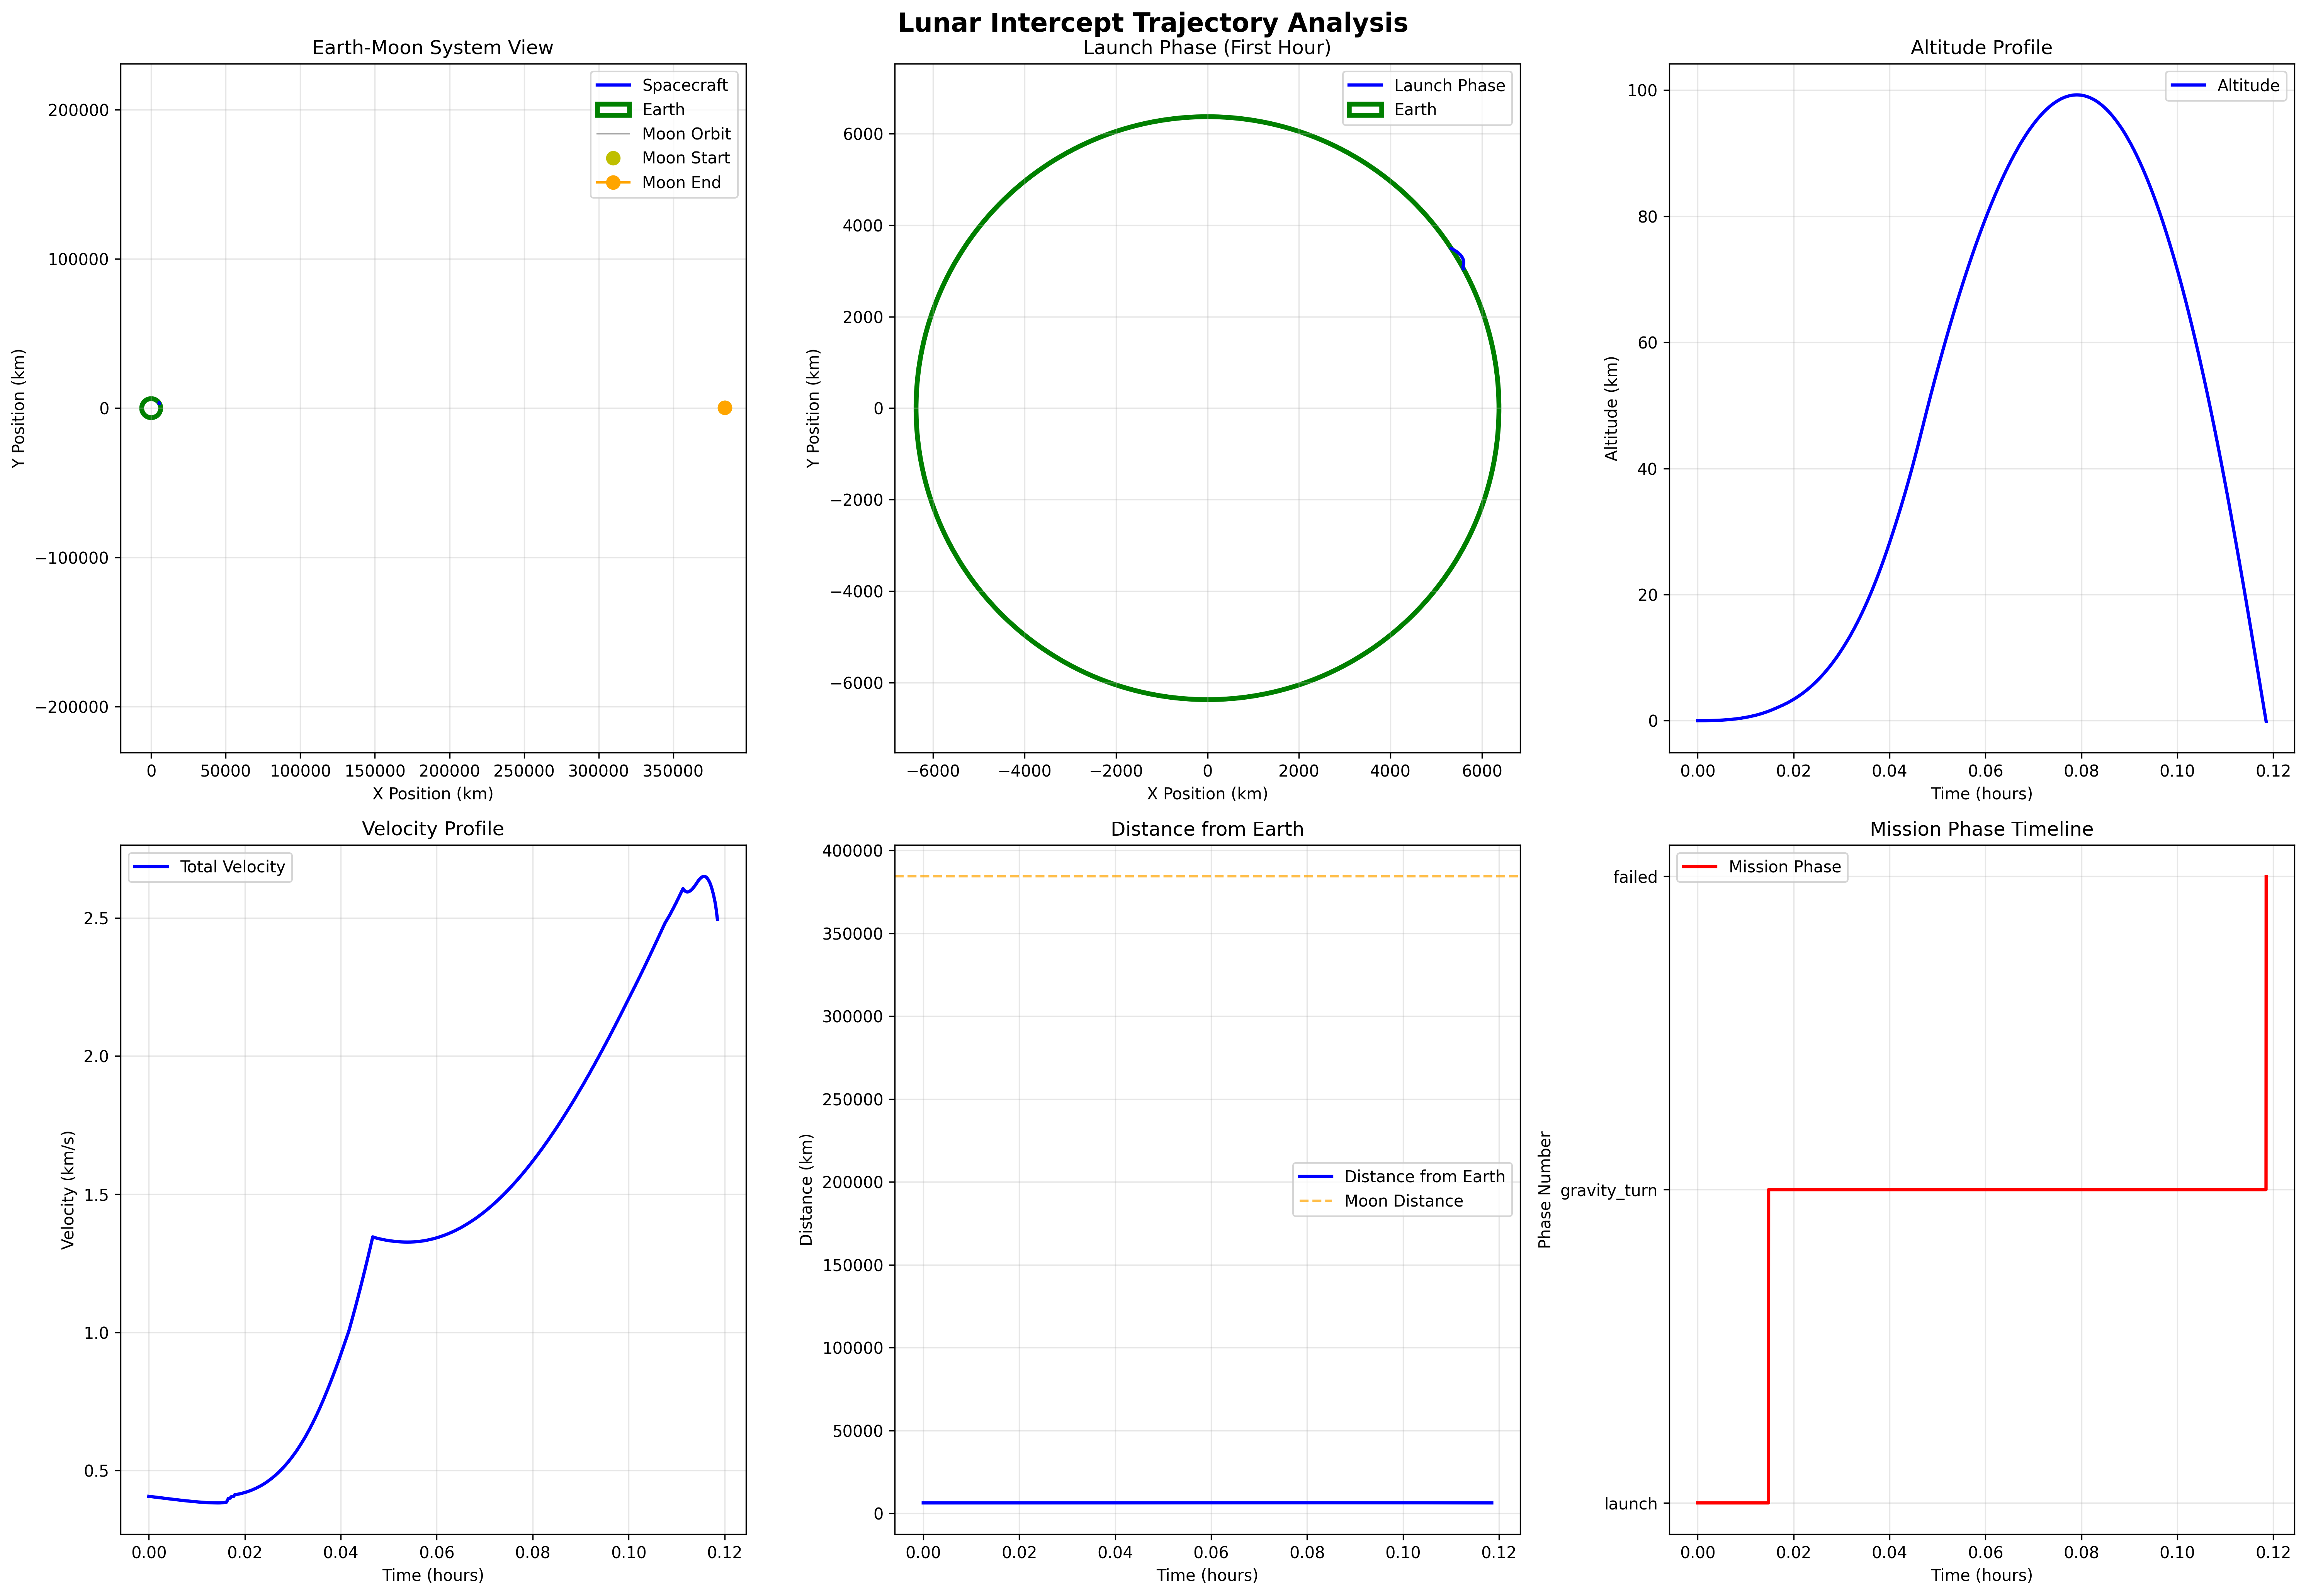 Lunar Intercept Trajectory Analysis
Earth-Moon System View
Spacecraft
Earth
Moon Orbit
Moon Start
Moon End
200000
100000
0
−100000
−200000
Y Position (km)
0 50000 100000 150000 200000 250000 300000 350000
X Position (km)
Launch Phase (First Hour)
Launch Phase
Earth
6000
4000
2000
0
−2000
−4000
−6000
Y Position (km)
−6000 −4000 −2000 0 2000 4000 6000
X Position (km)
Altitude Profile
Altitude
100
80
60
40
20
0
Altitude (km)
0.00 0.02 0.04 0.06 0.08 0.10 0.12
Time (hours)
Velocity Profile
Total Velocity
2.5
2.0
1.5
1.0
0.5
Velocity (km/s)
0.00 0.02 0.04 0.06 0.08 0.10 0.12
Time (hours)
Distance from Earth
400000
350000
300000
250000
200000
150000
100000
50000
0
Distance (km)
Distance from Earth
Moon Distance
0.00 0.02 0.04 0.06 0.08 0.10 0.12
Time (hours)
Mission Phase Timeline
Mission Phase
failed
gravity_turn
launch
Phase Number
0.00 0.02 0.04 0.06 0.08 0.10 0.12
Time (hours)